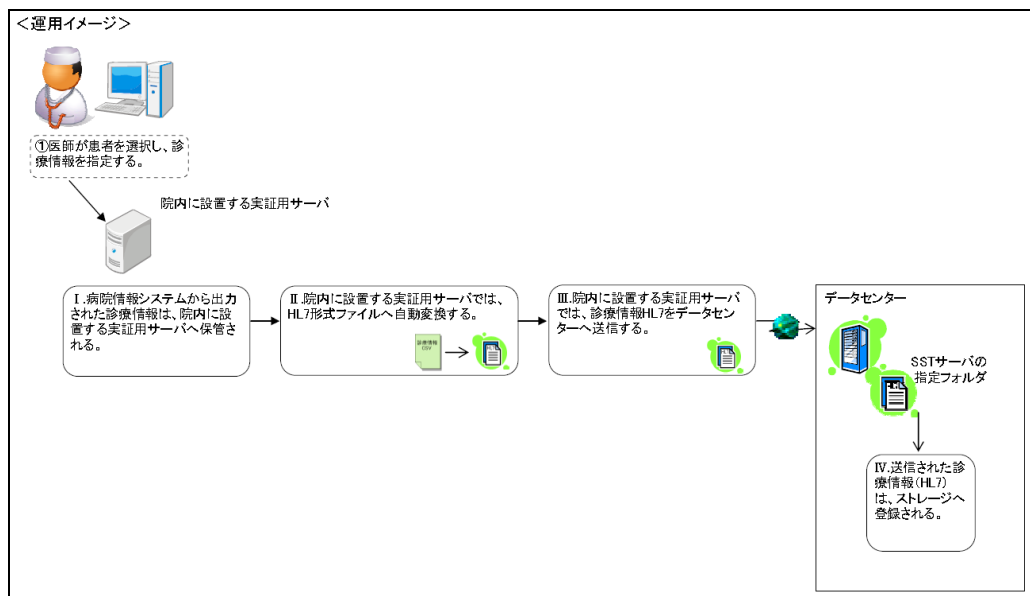 ＜運用イメージ＞
①医師が患者を選択し、診
療情報を指定する。
院内に設置する実証用サーバ
Ⅰ.病院情報システムから出力
された診療情報は、院内に設
置する実証用サーバへ保管さ
れる。
Ⅱ.院内に設置する実証用サーバでは、
HL7形式ファイルへ自動変換する。
診療情報
CSV
Ⅲ.院内に設置する実証用サーバ
では、診療情報HL7をデータセン
ターへ送信する。
データセンター
SSTサーバの
指定フォルダ
Ⅳ.送信された診
療情報(HL7)
は、ストレージへ
登録される。